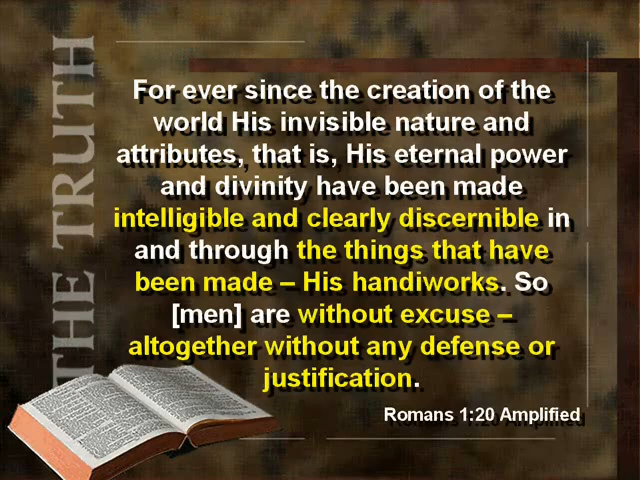 THE TRUTH
For ever since the creation of the
world His invisible nature and
attributes, that is, His eternal power
and divinity have been made
intelligible and clearly discernible in
and through the things that have
been made – His handiworks. So
[men] are without excuse –
altogether without any defense or
justification.
Romans 1:20 Amplified